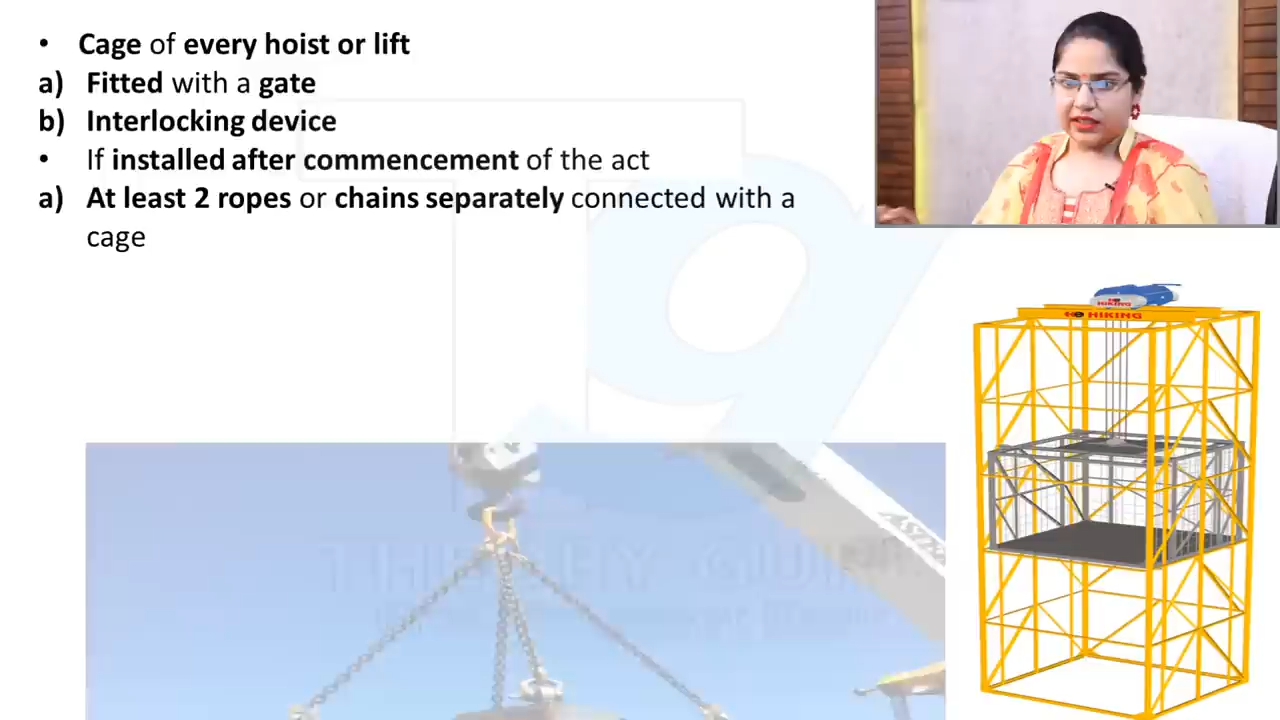 • Cage of every hoist or lift
a) Fitted with a gate
b) Interlocking device
• If installed after commencement of the act
a) At least 2 ropes or chains separately connected with a
cage
HIKING
HIKING